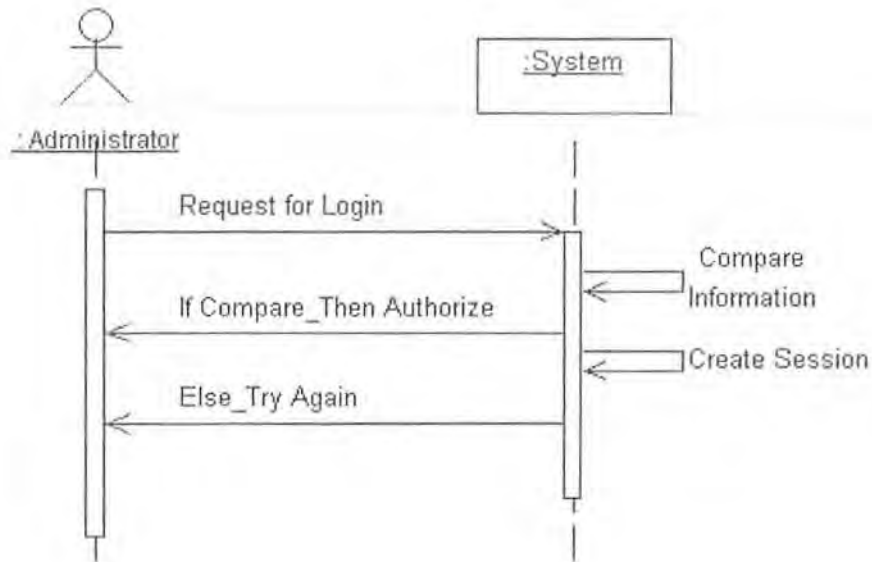 :System
: Administrator
Request for Login
Compare
Information
If Compare_Then Authorize
Create Session
Else_Try Again